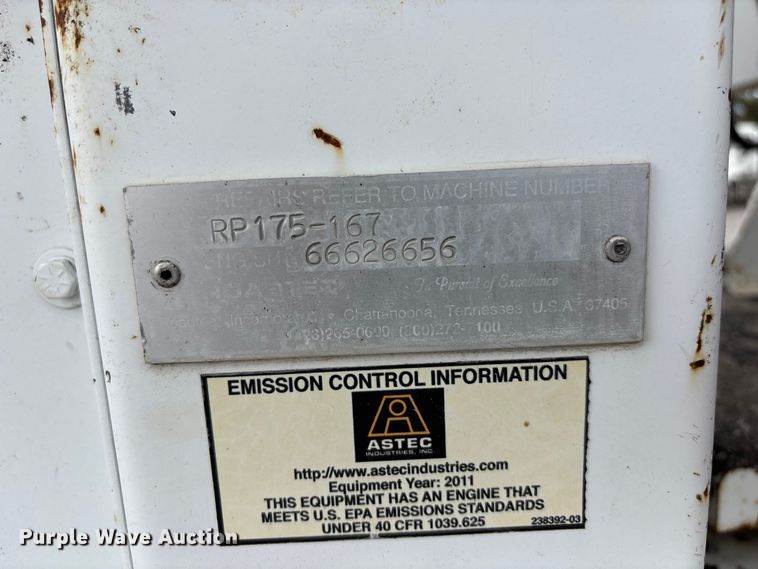 REPAIRS REFER TO MACHINE NUMBER
RP175-167
66626656
ROADTEC In Pursuit of Excellence
Chattanooga, Tennessee U.S.A. 37405
EMISSION CONTROL INFORMATION
ASTEC
INDUSTRIES, INC.
http://www.astecindustries.com
Equipment Year: 2011
THIS EQUIPMENT HAS AN ENGINE THAT
MEETS U.S. EPA EMISSIONS STANDARDS
UNDER 40 CFR 1039.625
238392-03
Purple Wave Auction